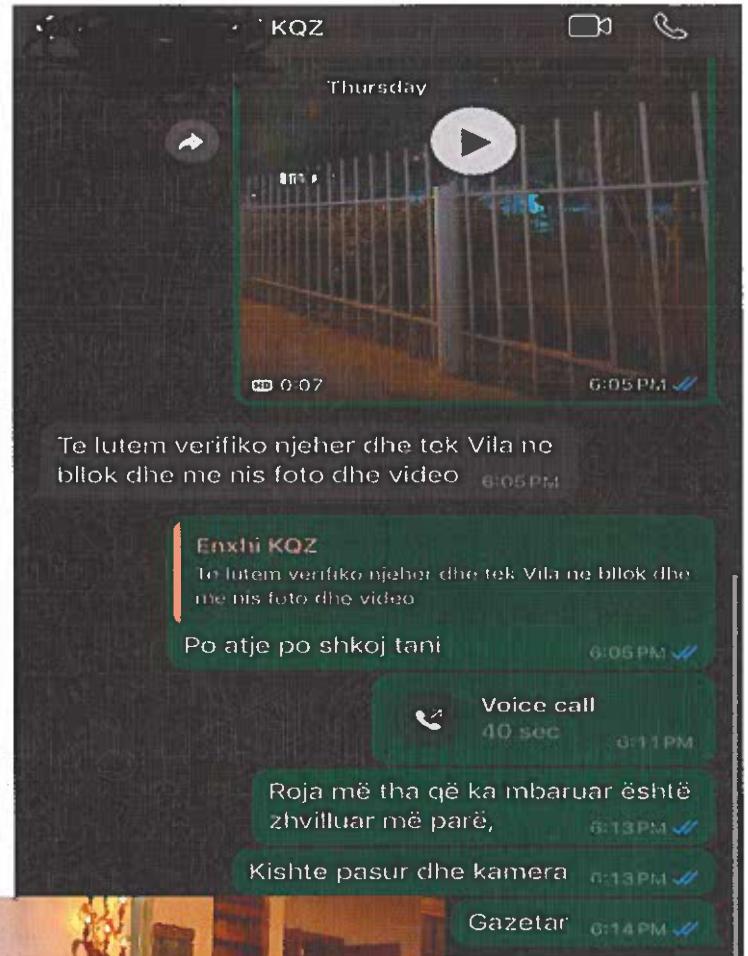 KQZ
Thursday
HD 0:07
6:05 PM
Te lutem verifiko njeher dhe tek Vila ne
bllok dhe me nis foto dhe video
6:05 PM
Enxhi KQZ
Te lutem verifiko njeher dhe tek Vila ne bllok dhe
me nis foto dhe video
Po atje po shkoj tani
6:05 PM
Voice call
40 sec
6:11 PM
Roja më tha që ka mbaruar është
zhvilluar më parë,
6:13 PM
Kishte pasur dhe kamera
6:13 PM
Gazetar
6:14 PM